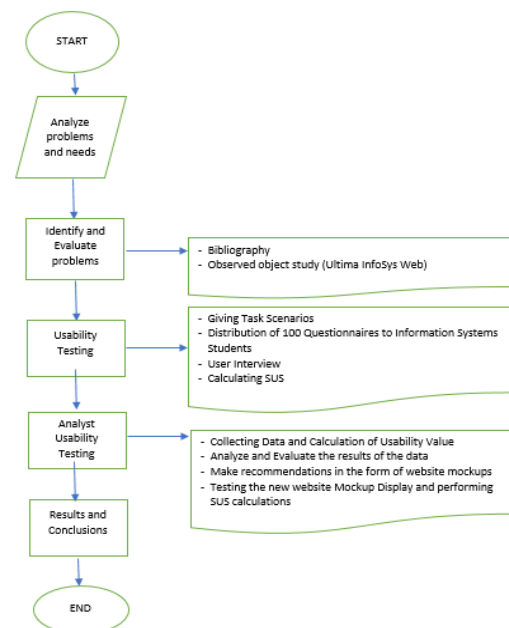 START
Analyze
problems
and needs
Identify and
Evaluate
problems
- Bibliography
- Observed object study (Ultima InfoSys Web)
Usability
Testing
- Giving Task Scenarios
- Distribution of 100 Questionnaires to Information Systems
Students
- User Interview
- Calculating SUS
Analyst
Usability
Testing
- Collecting Data and Calculation of Usability Value
- Analyze and Evaluate the results of the data
- Make recommendations in the form of website mockups
- Testing the new website Mockup Display and performing
SUS calculations
Results and
Conclusions
END